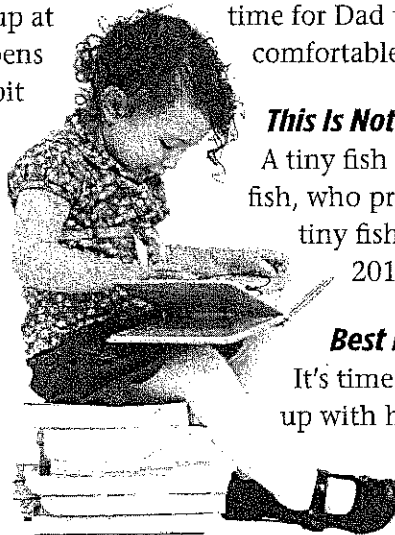 up at
pens
bit
time for Dad
comfortable
This Is Not
A tiny fish
fish, who pr
tiny fish
201
Best
It's time
up with h